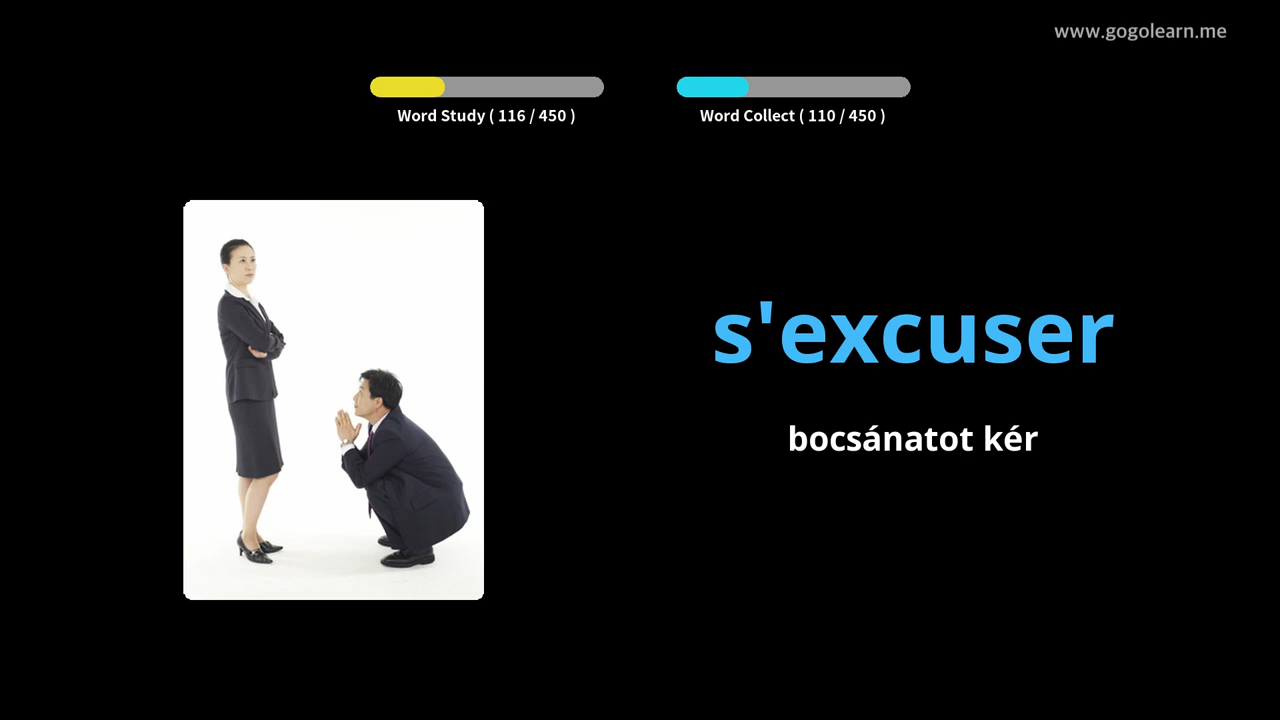 www.gogolearn.me
Word Study ( 116 / 450 )
Word Collect ( 110 / 450 )
s'excuser
bocsánatot kér